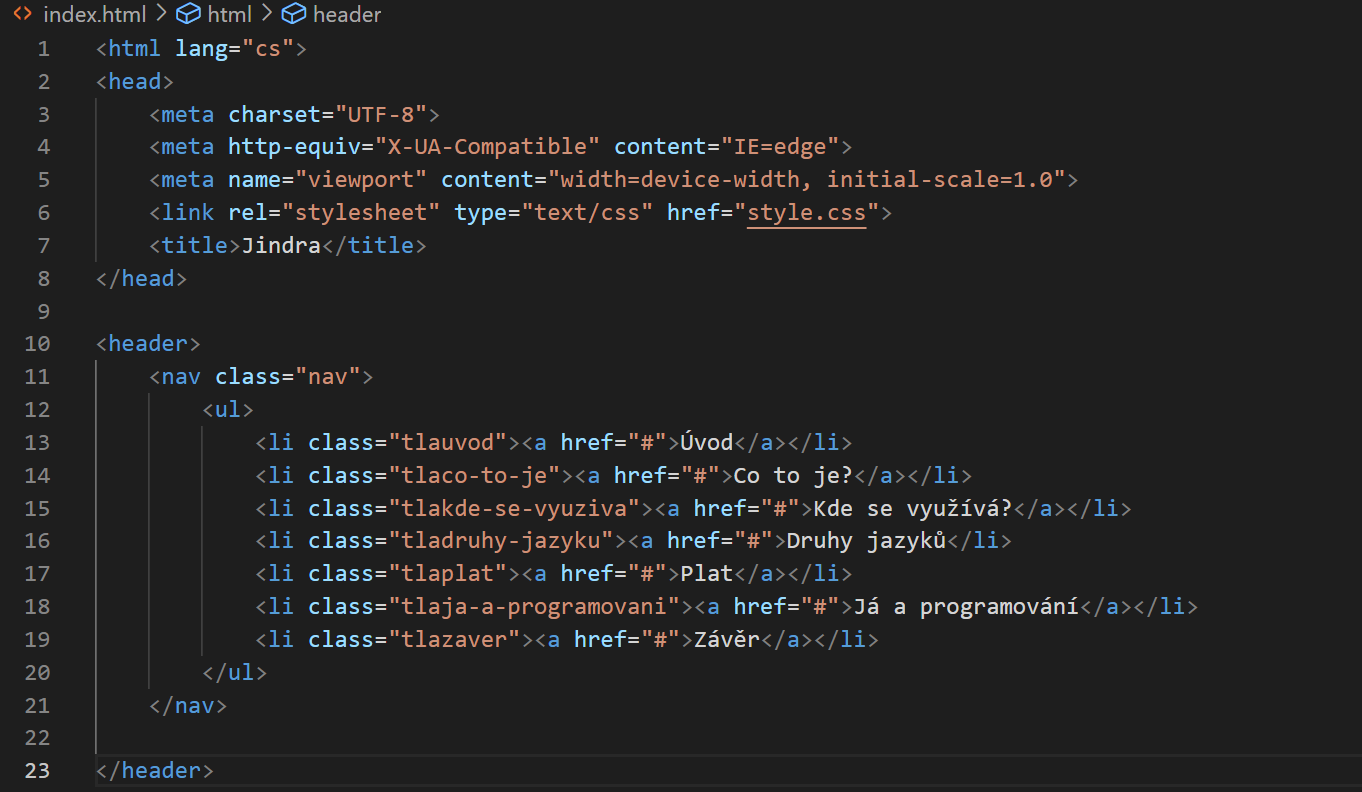 index.html > html > header
1 <html lang="cs">
2 <head>
3     <meta charset="UTF-8">
4     <meta http-equiv="X-UA-Compatible" content="IE=edge">
5     <meta name="viewport" content="width=device-width, initial-scale=1.0">
6     <link rel="stylesheet" type="text/css" href="style.css">
7     <title>Jindra</title>
8 </head>
9
10 <header>
11     <nav class="nav">
12         <ul>
13             <li class="tlauvod"><a href="#">Úvod</a></li>
14             <li class="tlaco-to-je"><a href="#">Co to je?</a></li>
15             <li class="tlakde-se-vyuziva"><a href="#">Kde se využívá?</a></li>
16             <li class="tladruhy-jazyku"><a href="#">Druhy jazyků</li>
17             <li class="tlaplat"><a href="#">Plat</a></li>
18             <li class="tlaja-a-programovani"><a href="#">Já a programování</a></li>
19             <li class="tlazaver"><a href="#">Závěr</a></li>
20         </ul>
21     </nav>
22
23 </header>